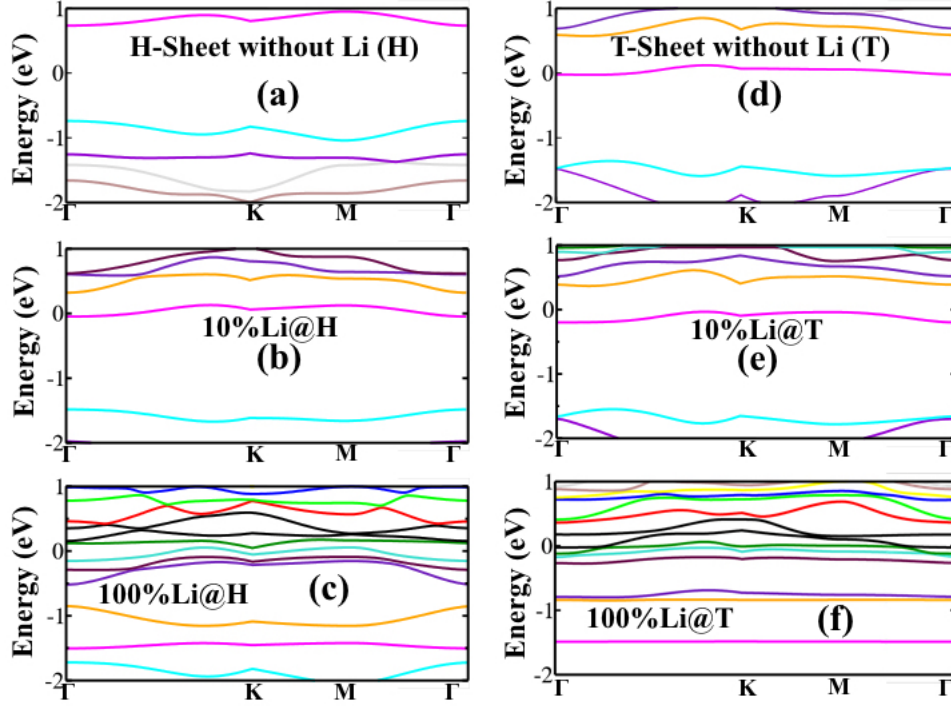 Energy (eV)
1
0
-1
-2
H-Sheet without Li (H)
(a)
Γ K M Γ
Energy (eV)
1
0
-1
-2
T-Sheet without Li (T)
(d)
Γ K M Γ
Energy (eV)
1
0
-1
-2
10%Li@H
(b)
Γ K M Γ
Energy (eV)
1
0
-1
-2
10%Li@T
(e)
Γ K M Γ
Energy (eV)
1
0
-1
-2
100%Li@H
(c)
Γ K M Γ
Energy (eV)
1
0
-1
-2
100%Li@T
(f)
Γ K M Γ